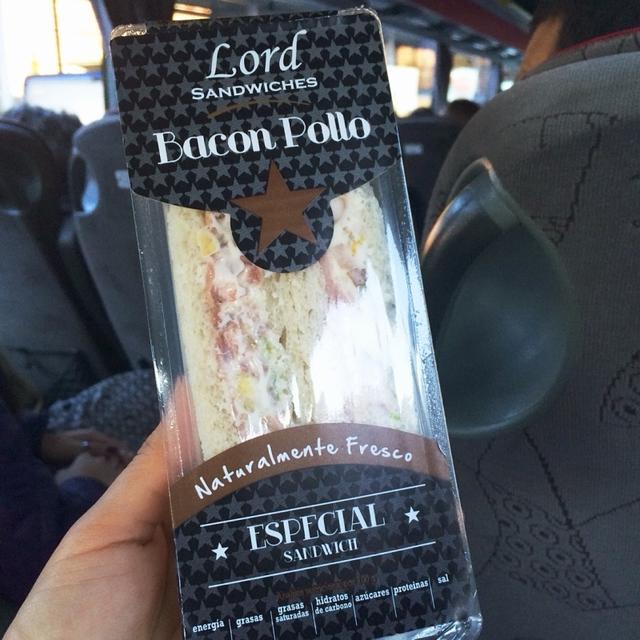 Lord
SANDWICHES
Bacon Pollo
Naturalmente Fresco
ESPECIAL
SANDWICH
energía grasas grasas saturadas hidratos de carbono azúcares proteínas sal